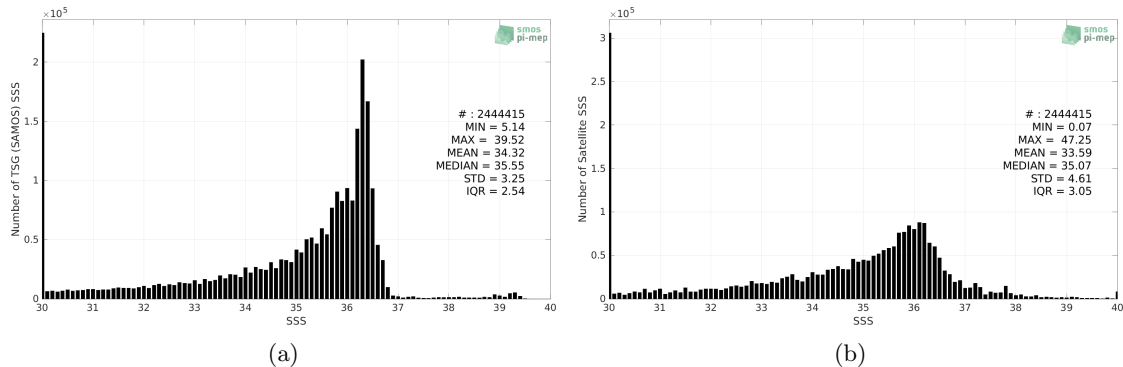 ×10⁵
smos
pi-mep
2
1.5
1
0.5
0
Number of TSG (SAMOS) SSS
# : 2444415
MIN = 5.14
MAX = 39.52
MEAN = 34.32
MEDIAN = 35.55
STD = 3.25
IQR = 2.54
30 31 32 33 34 35 36 37 38 39 40
SSS
(a)
×10⁵
smos
pi-mep
3
2.5
2
1.5
1
0.5
0
Number of Satellite SSS
# : 2444415
MIN = 0.07
MAX = 47.25
MEAN = 33.59
MEDIAN = 35.07
STD = 4.61
IQR = 3.05
30 31 32 33 34 35 36 37 38 39 40
SSS
(b)